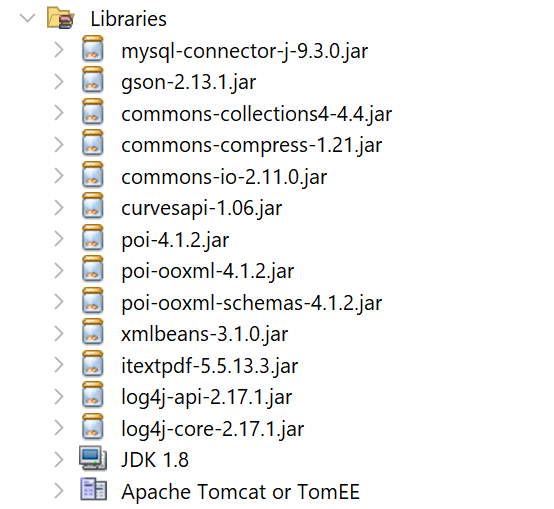 Libraries
mysql-connector-j-9.3.0.jar
gson-2.13.1.jar
commons-collections4-4.4.jar
commons-compress-1.21.jar
commons-io-2.11.0.jar
curvesapi-1.06.jar
poi-4.1.2.jar
poi-ooxml-4.1.2.jar
poi-ooxml-schemas-4.1.2.jar
xmlbeans-3.1.0.jar
itextpdf-5.5.13.3.jar
log4j-api-2.17.1.jar
log4j-core-2.17.1.jar
JDK 1.8
Apache Tomcat or TomEE